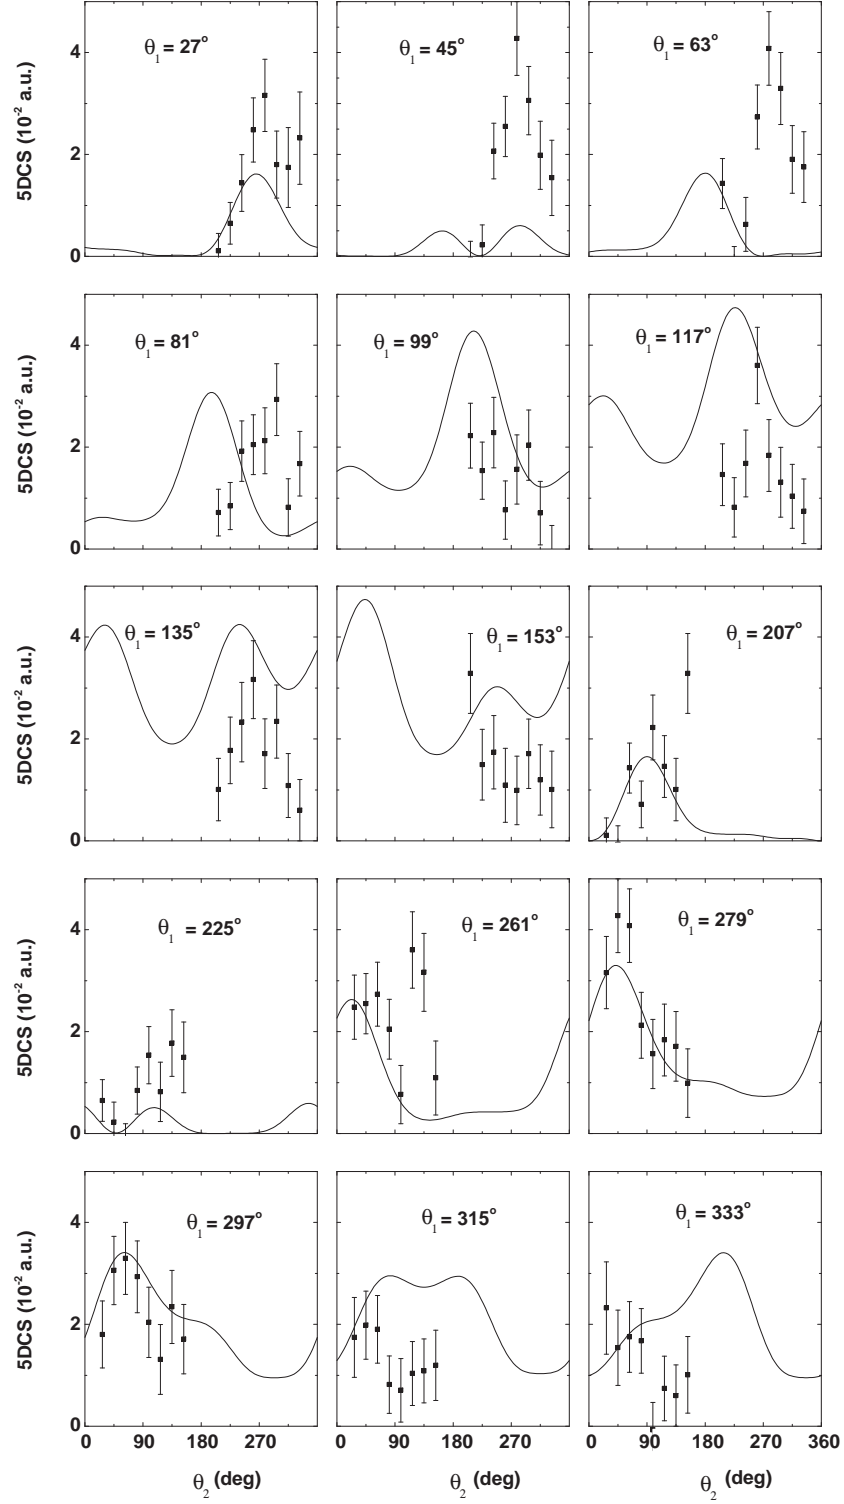 4
2
0
5DCS (10⁻² a.u.)
θ₁ = 27°
θ₁ = 45°
θ₁ = 63°
4
2
0
5DCS (10⁻² a.u.)
θ₁ = 81°
θ₁ = 99°
θ₁ = 117°
4
2
0
5DCS (10⁻² a.u.)
θ₁ = 135°
θ₁ = 153°
θ₁ = 207°
4
2
0
5DCS (10⁻² a.u.)
θ₁ = 225°
θ₁ = 261°
θ₁ = 279°
4
2
0
5DCS (10⁻² a.u.)
θ₁ = 297°
θ₁ = 315°
θ₁ = 333°
0 90 180 270 0 90 180 270 0 90 180 270 360
θ₂ (deg) θ₂ (deg) θ₂ (deg)